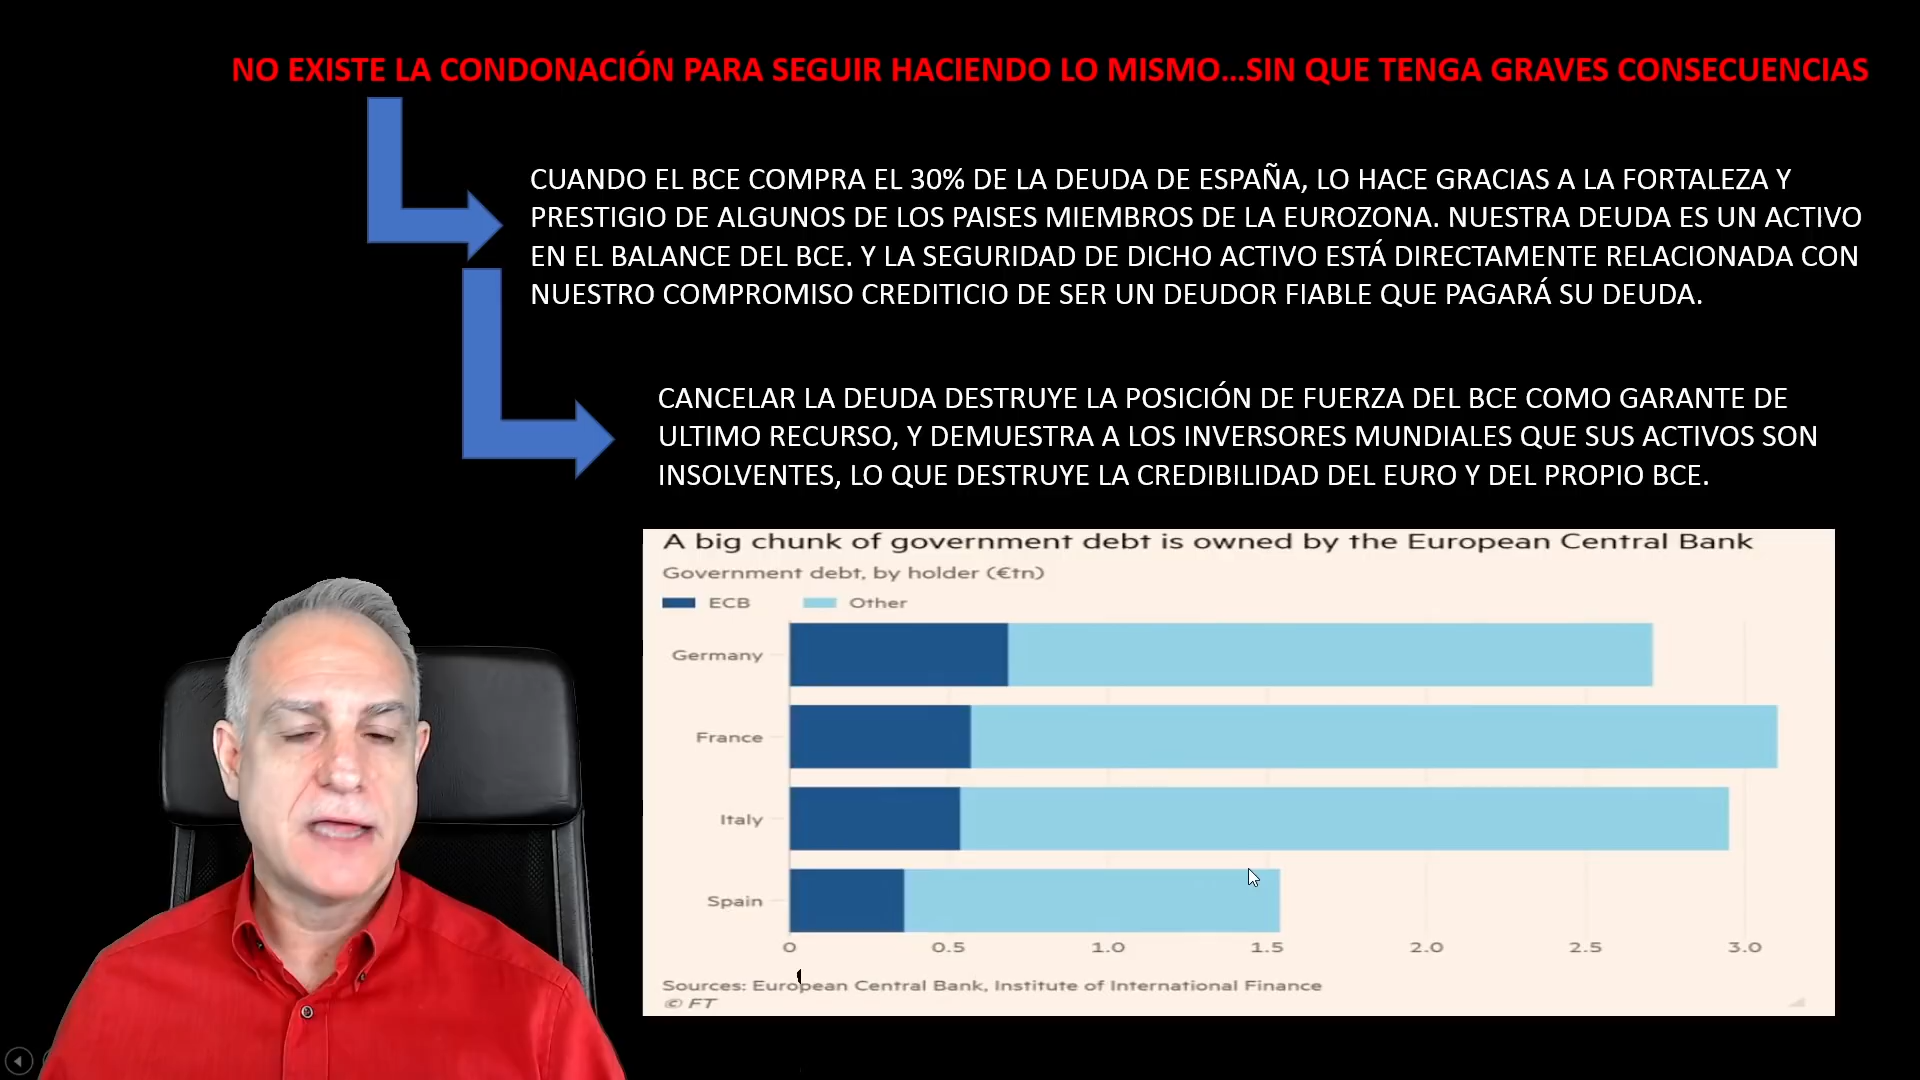 NO EXISTE LA CONDONACIÓN PARA SEGUIR HACIENDO LO MISMO...SIN QUE TENGA GRAVES CONSECUENCIAS
CUANDO EL BCE COMPRA EL 30% DE LA DEUDA DE ESPAÑA, LO HACE GRACIAS A LA FORTALEZA Y
PRESTIGIO DE ALGUNOS DE LOS PAISES MIEMBROS DE LA EUROZONA. NUESTRA DEUDA ES UN ACTIVO
EN EL BALANCE DEL BCE. Y LA SEGURIDAD DE DICHO ACTIVO ESTÁ DIRECTAMENTE RELACIONADA CON
NUESTRO COMPROMISO CREDITICIO DE SER UN DEUDOR FIABLE QUE PAGARÁ SU DEUDA.
CANCELAR LA DEUDA DESTRUYE LA POSICIÓN DE FUERZA DEL BCE COMO GARANTE DE
ULTIMO RECURSO, Y DEMUESTRA A LOS INVERSORES MUNDIALES QUE SUS ACTIVOS SON
INSOLVENTES, LO QUE DESTRUYE LA CREDIBILIDAD DEL EURO Y DEL PROPIO BCE.
A big chunk of government debt is owned by the European Central Bank
Government debt, by holder (€tn)
ECB Other
Germany
France
Italy
Spain
0 0.5 1.0 1.5 2.0 2.5 3.0
Sources: European Central Bank, Institute of International Finance
© FT